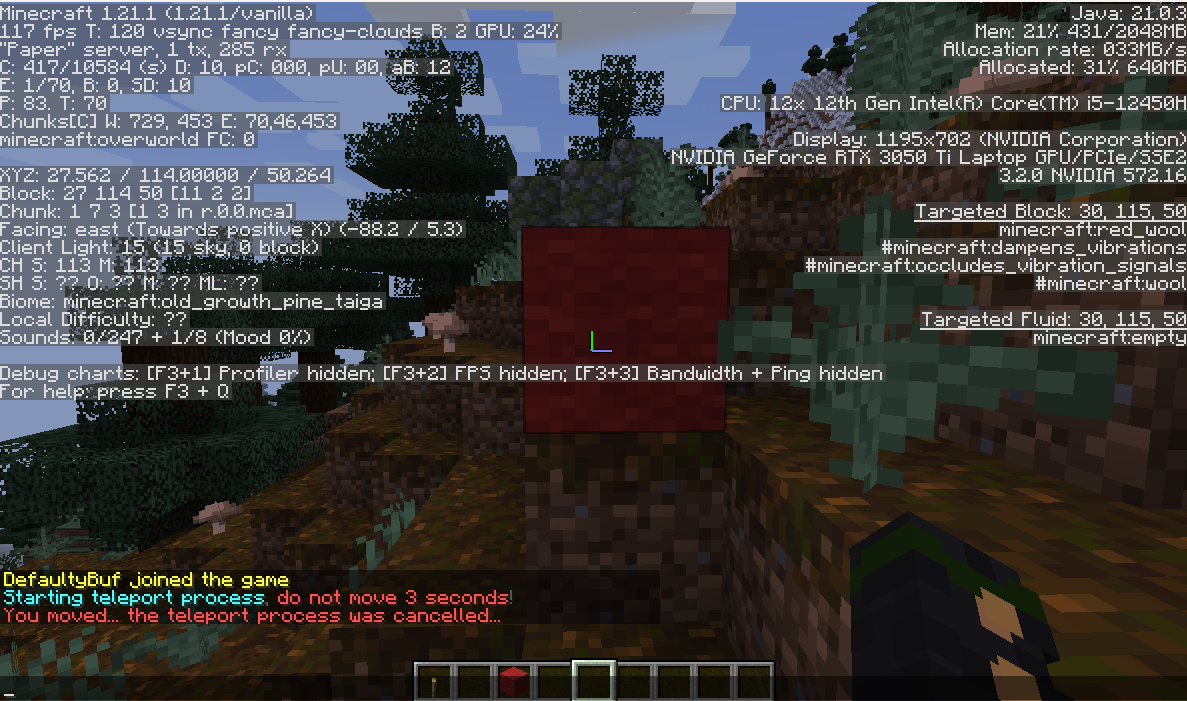 Minecraft 1.21.1 (1.21.1/vanilla)
117 fps T: 120 vsync fancy fancy-clouds B: 2 GPU: 24%
"Paper" server, 1 tx, 285 rx
C: 417/10584 (s) D: 10, pC: 000, pU: 00, aB: 12
E: 1/70, B: 0, SD: 10
P: 83. T: 70
Chunks[C] W: 729, 453 E: 70,46,453
minecraft:overworld FC: 0
XYZ: 27.562 / 114.00000 / 50.264
Block: 27 114 50 [11 2 2]
Chunk: 1 7 3 [1 3 in r.0.0.mca]
Facing: east (Towards positive X) (-88.2 / 5.3)
Client Light: 15 (15 sky, 0 block)
CH S: 113 M: 113
SH S: ?? O: ?? M: ?? ML: ??
Biome: minecraft:old_growth_pine_taiga
Local Difficulty: ??
Sounds: 0/247 + 1/8 (Mood 0%)
Debug charts: [F3+1] Profiler hidden; [F3+2] FPS hidden; [F3+3] Bandwidth + Ping hidden
For help: press F3 + Q
Java: 21.0.3
Mem: 21% 431/2048MB
Allocation rate: 033MB/s
Allocated: 31% 640MB
CPU: 12x 12th Gen Intel(R) Core(TM) i5-12450H
Display: 1195x702 (NVIDIA Corporation)
NVIDIA GeForce RTX 3050 Ti Laptop GPU/PCIe/SSE2
3.2.0 NVIDIA 572.16
Targeted Block: 30, 115, 50
minecraft:red_wool
#minecraft:dampens_vibrations
#minecraft:occludes_vibration_signals
#minecraft:wool
Targeted Fluid: 30, 115, 50
minecraft:empty
DefaultyBuf joined the game
Starting teleport process, do not move 3 seconds!
You moved... the teleport process was cancelled...